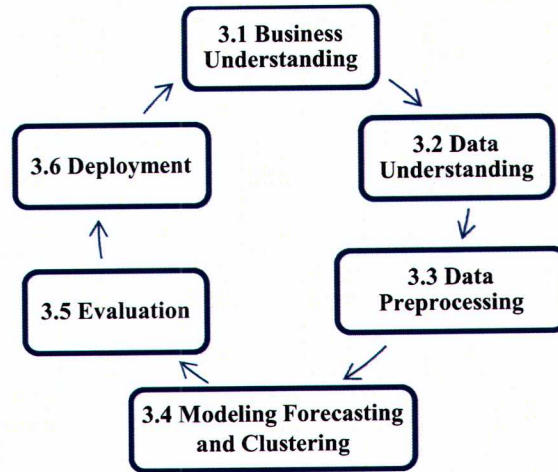 3.1 Business
Understanding
3.2 Data
Understanding
3.3 Data
Preprocessing
3.4 Modeling Forecasting
and Clustering
3.5 Evaluation
3.6 Deployment